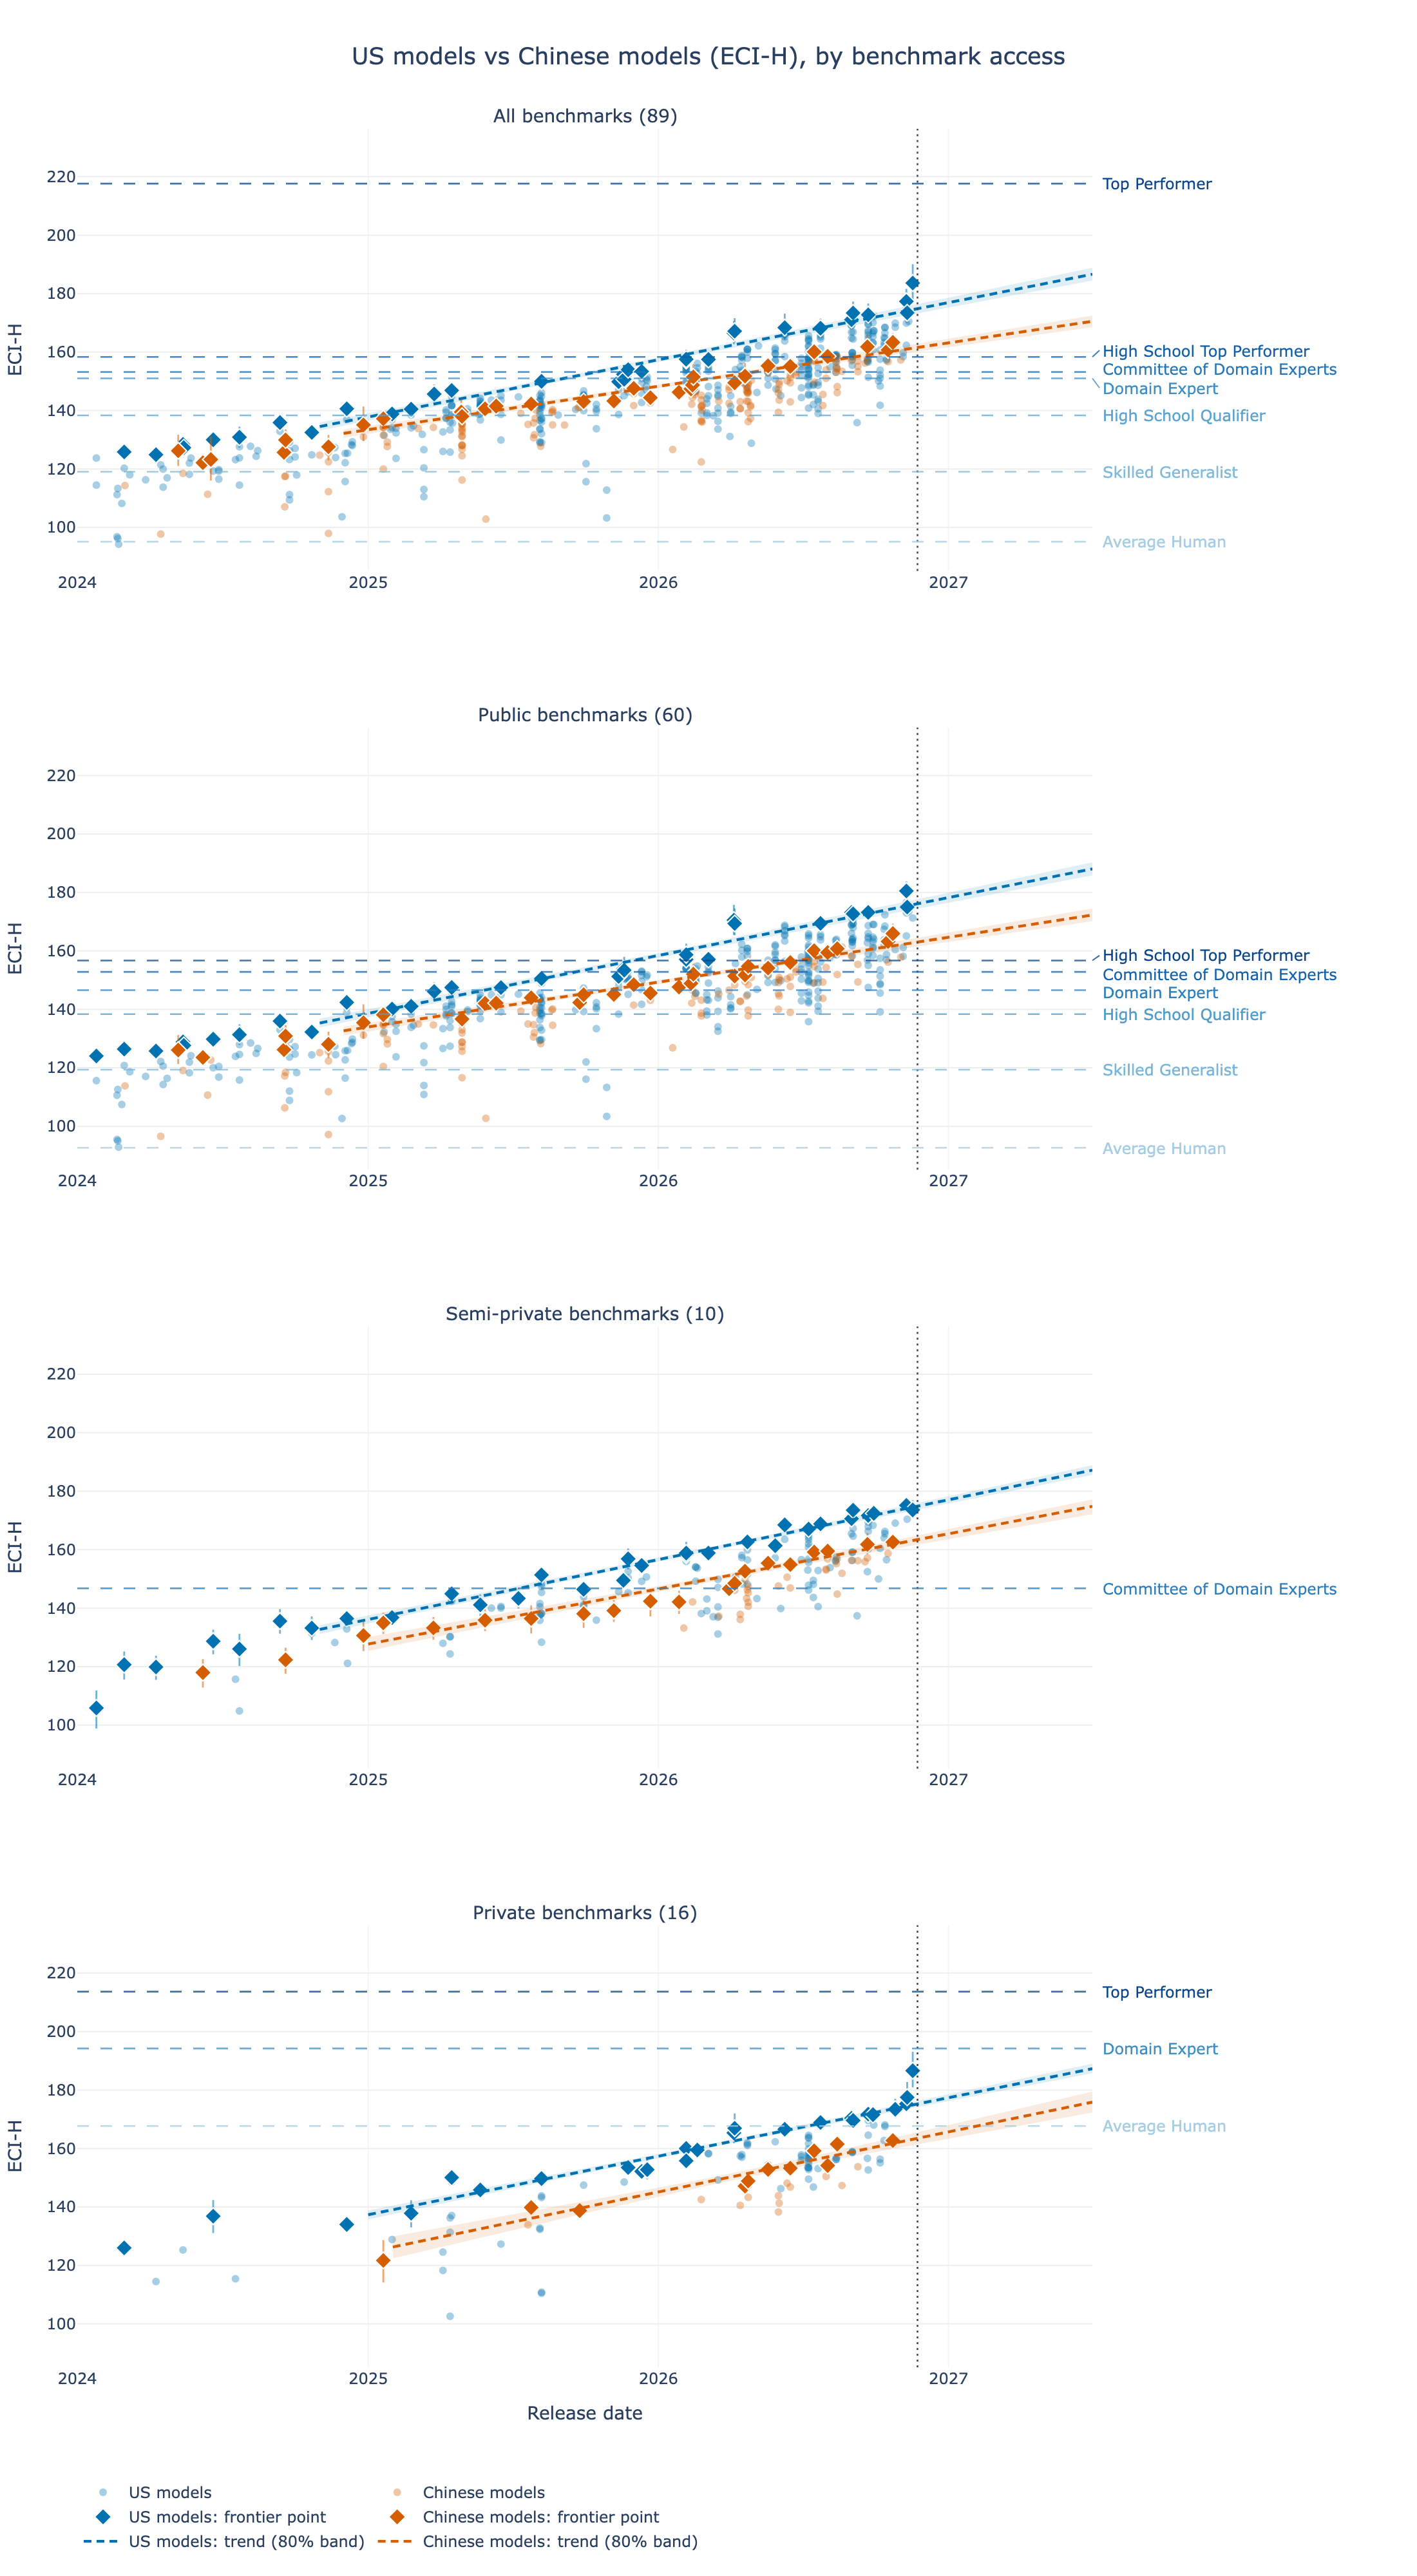 US models vs Chinese models (ECI-H), by benchmark access
All benchmarks (89)
220
200
180
160
140
120
100
ECI-H
2024
2025
2026
2027
Top Performer
High School Top Performer
Committee of Domain Experts
Domain Expert
High School Qualifier
Skilled Generalist
Average Human
Public benchmarks (60)
220
200
180
160
140
120
100
ECI-H
2024
2025
2026
2027
High School Top Performer
Committee of Domain Experts
Domain Expert
High School Qualifier
Skilled Generalist
Average Human
Semi-private benchmarks (10)
220
200
180
160
140
120
100
ECI-H
2024
2025
2026
2027
Committee of Domain Experts
Private benchmarks (16)
220
200
180
160
140
120
100
ECI-H
2024
2025
2026
2027
Top Performer
Domain Expert
Average Human
Release date
US models
Chinese models
US models: frontier point
Chinese models: frontier point
US models: trend (80% band)
Chinese models: trend (80% band)